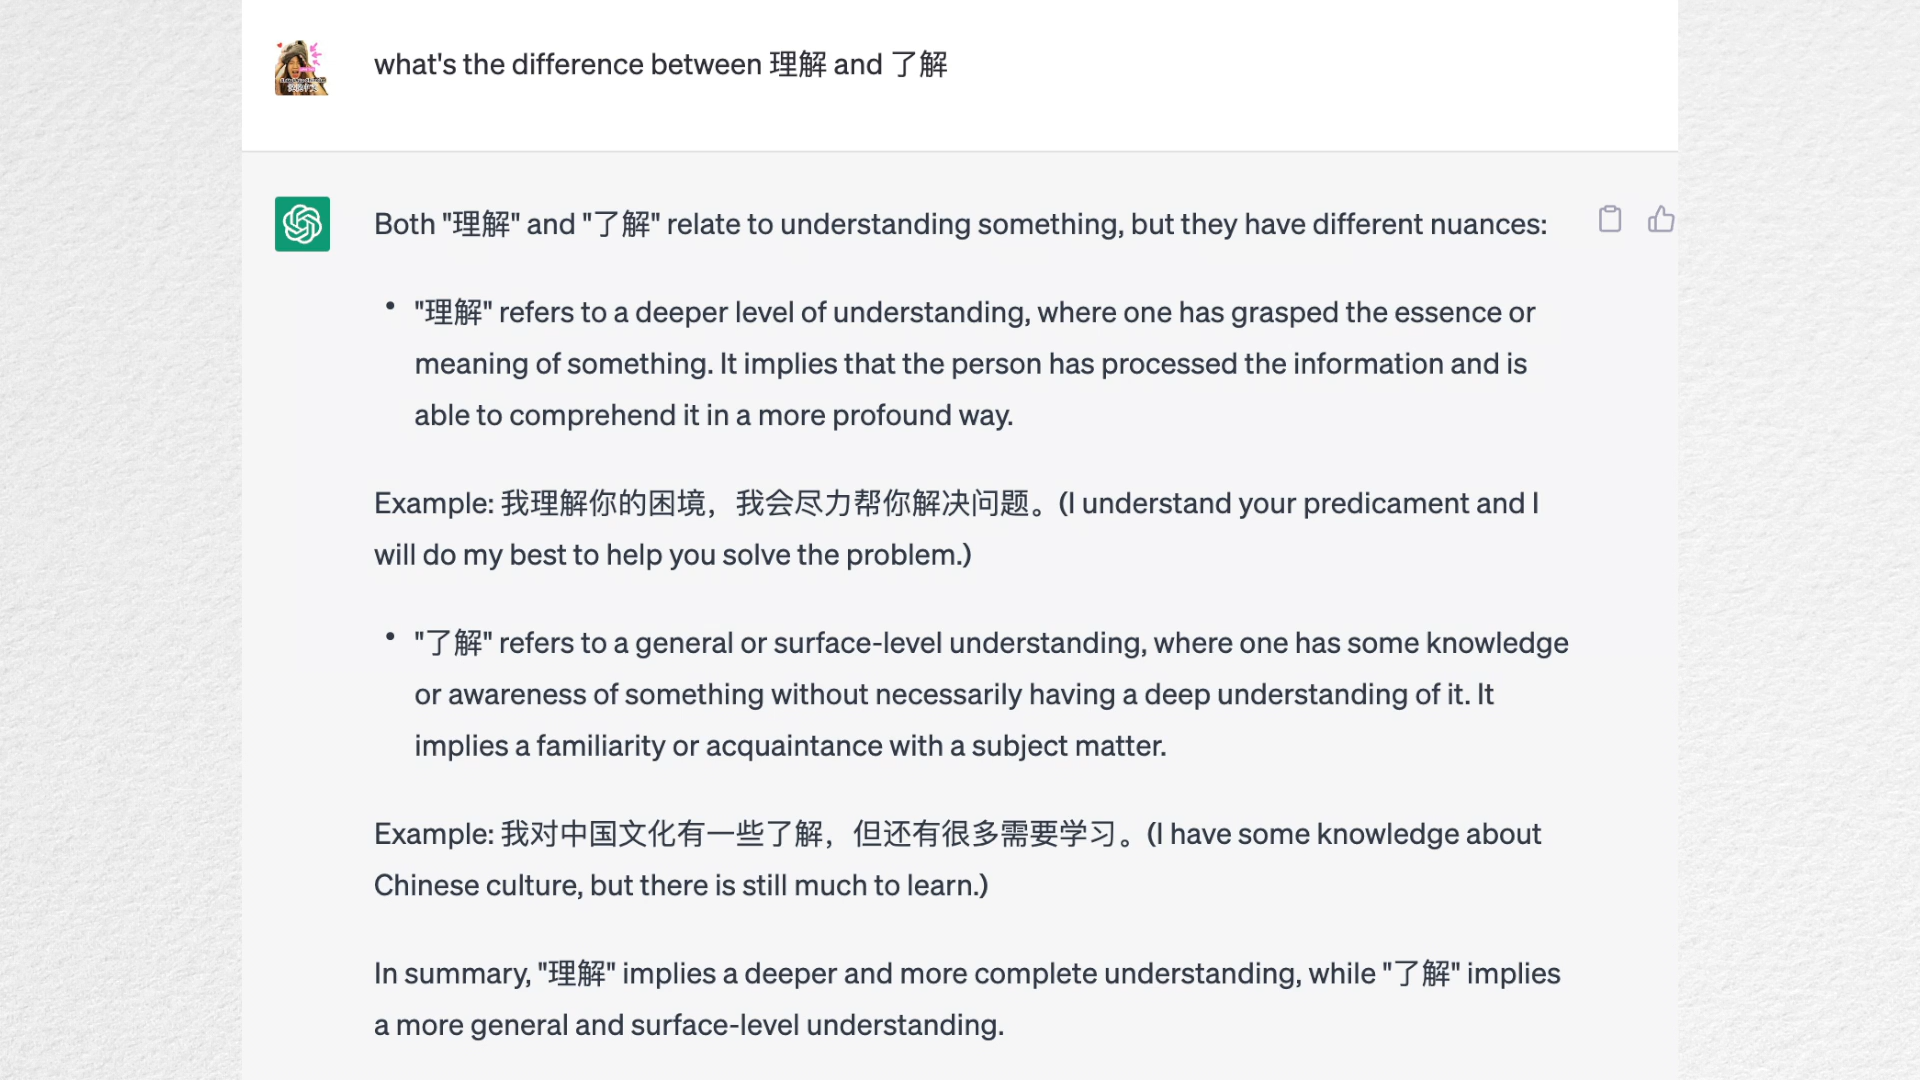 what's the difference between 理解 and 了解
Both "理解" and "了解" relate to understanding something, but they have different nuances:
• "理解" refers to a deeper level of understanding, where one has grasped the essence or
meaning of something. It implies that the person has processed the information and is
able to comprehend it in a more profound way.
Example: 我理解你的困境，我会尽力帮你解决问题。(I understand your predicament and I
will do my best to help you solve the problem.)
• "了解" refers to a general or surface-level understanding, where one has some knowledge
or awareness of something without necessarily having a deep understanding of it. It
implies a familiarity or acquaintance with a subject matter.
Example: 我对中国文化有一些了解，但还有很多需要学习。(I have some knowledge about
Chinese culture, but there is still much to learn.)
In summary, "理解" implies a deeper and more complete understanding, while "了解" implies
a more general and surface-level understanding.